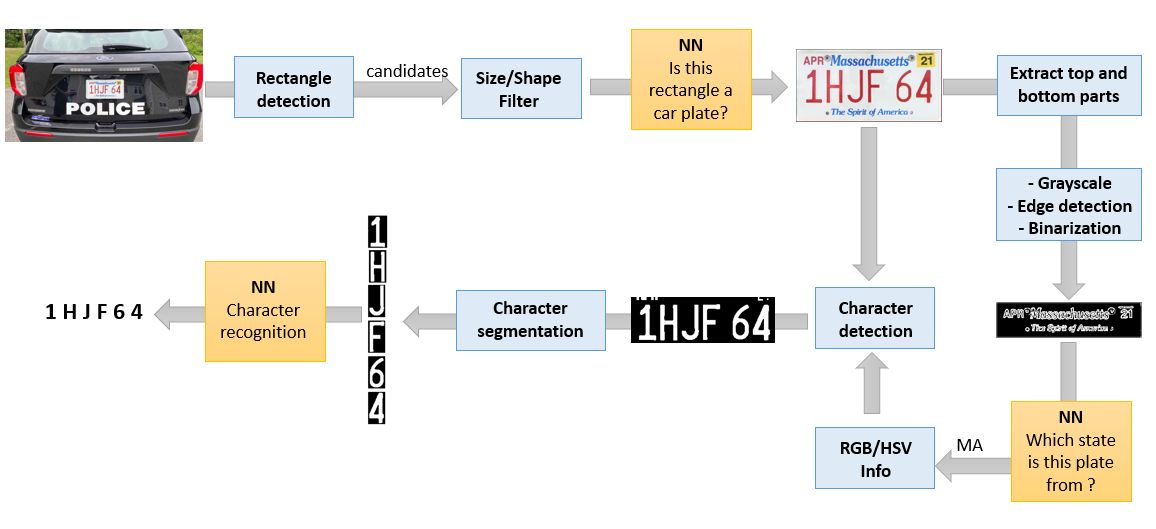 POLICE
1HJF 64
Rectangle
detection
candidates
Size/Shape
Filter
NN
Is this
rectangle a
car plate?
APR Massachusetts 21
1HJF 64
The Spirit of America
Extract top and
bottom parts
- Grayscale
- Edge detection
- Binarization
APR Massachusetts 21
The Spirit of America
NN
Which state
is this plate
from ?
MA
RGB/HSV
Info
Character
detection
1HJF 64
Character
segmentation
1
H
J
F
6
4
NN
Character
recognition
1 H J F 6 4